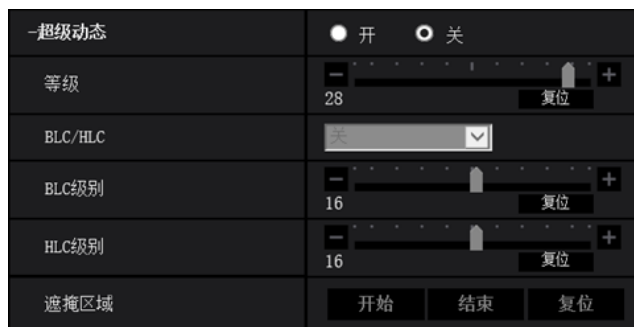 -超级动态 开 关
等级 28 复位
BLC/HLC 关
BLC级别 16 复位
HLC级别 16 复位
遮掩区域 开始 结束 复位